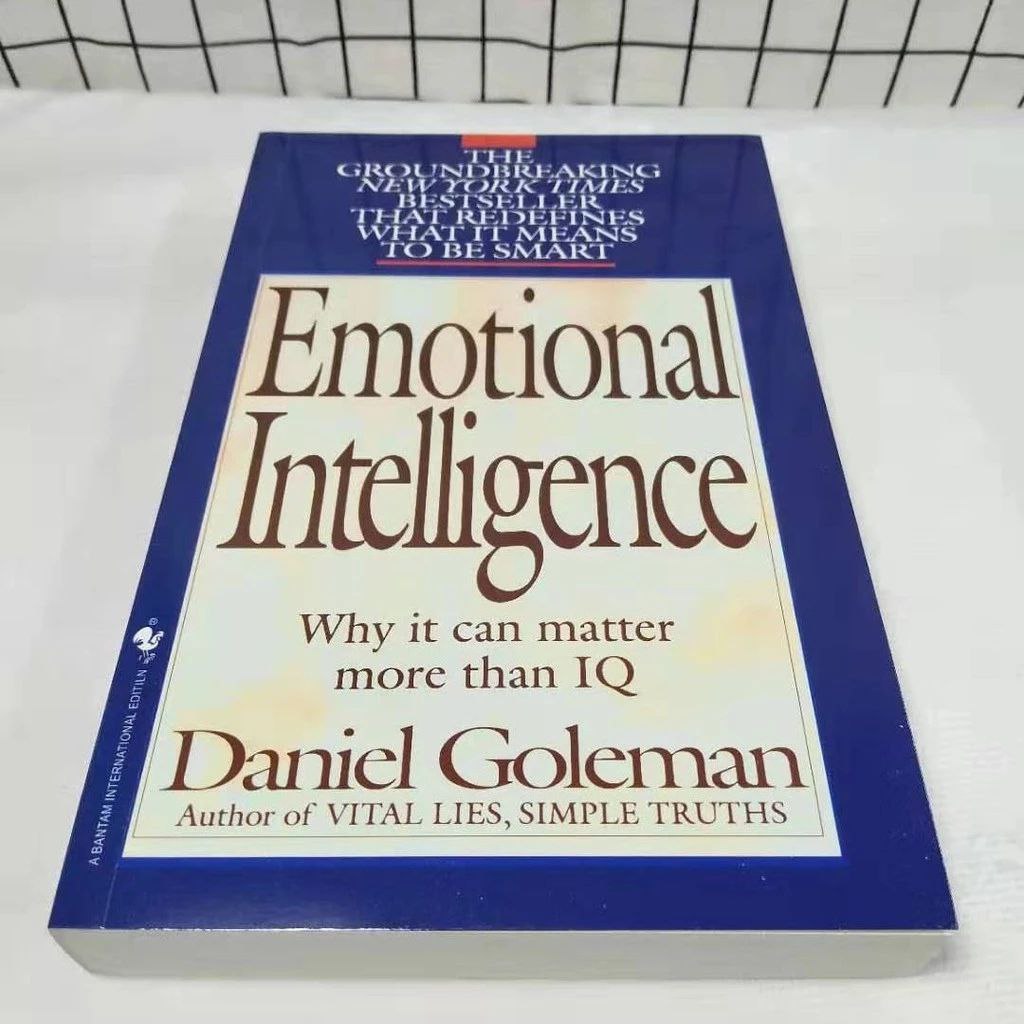 THE
GROUNDBREAKING
NEW YORK TIMES
BESTSELLER
THAT REDEFINES
WHAT IT MEANS
TO BE SMART
Emotional
Intelligence
Why it can matter
more than IQ
Daniel Goleman
Author of VITAL LIES, SIMPLE TRUTHS
A BANTAM INTERNATIONAL EDITILN